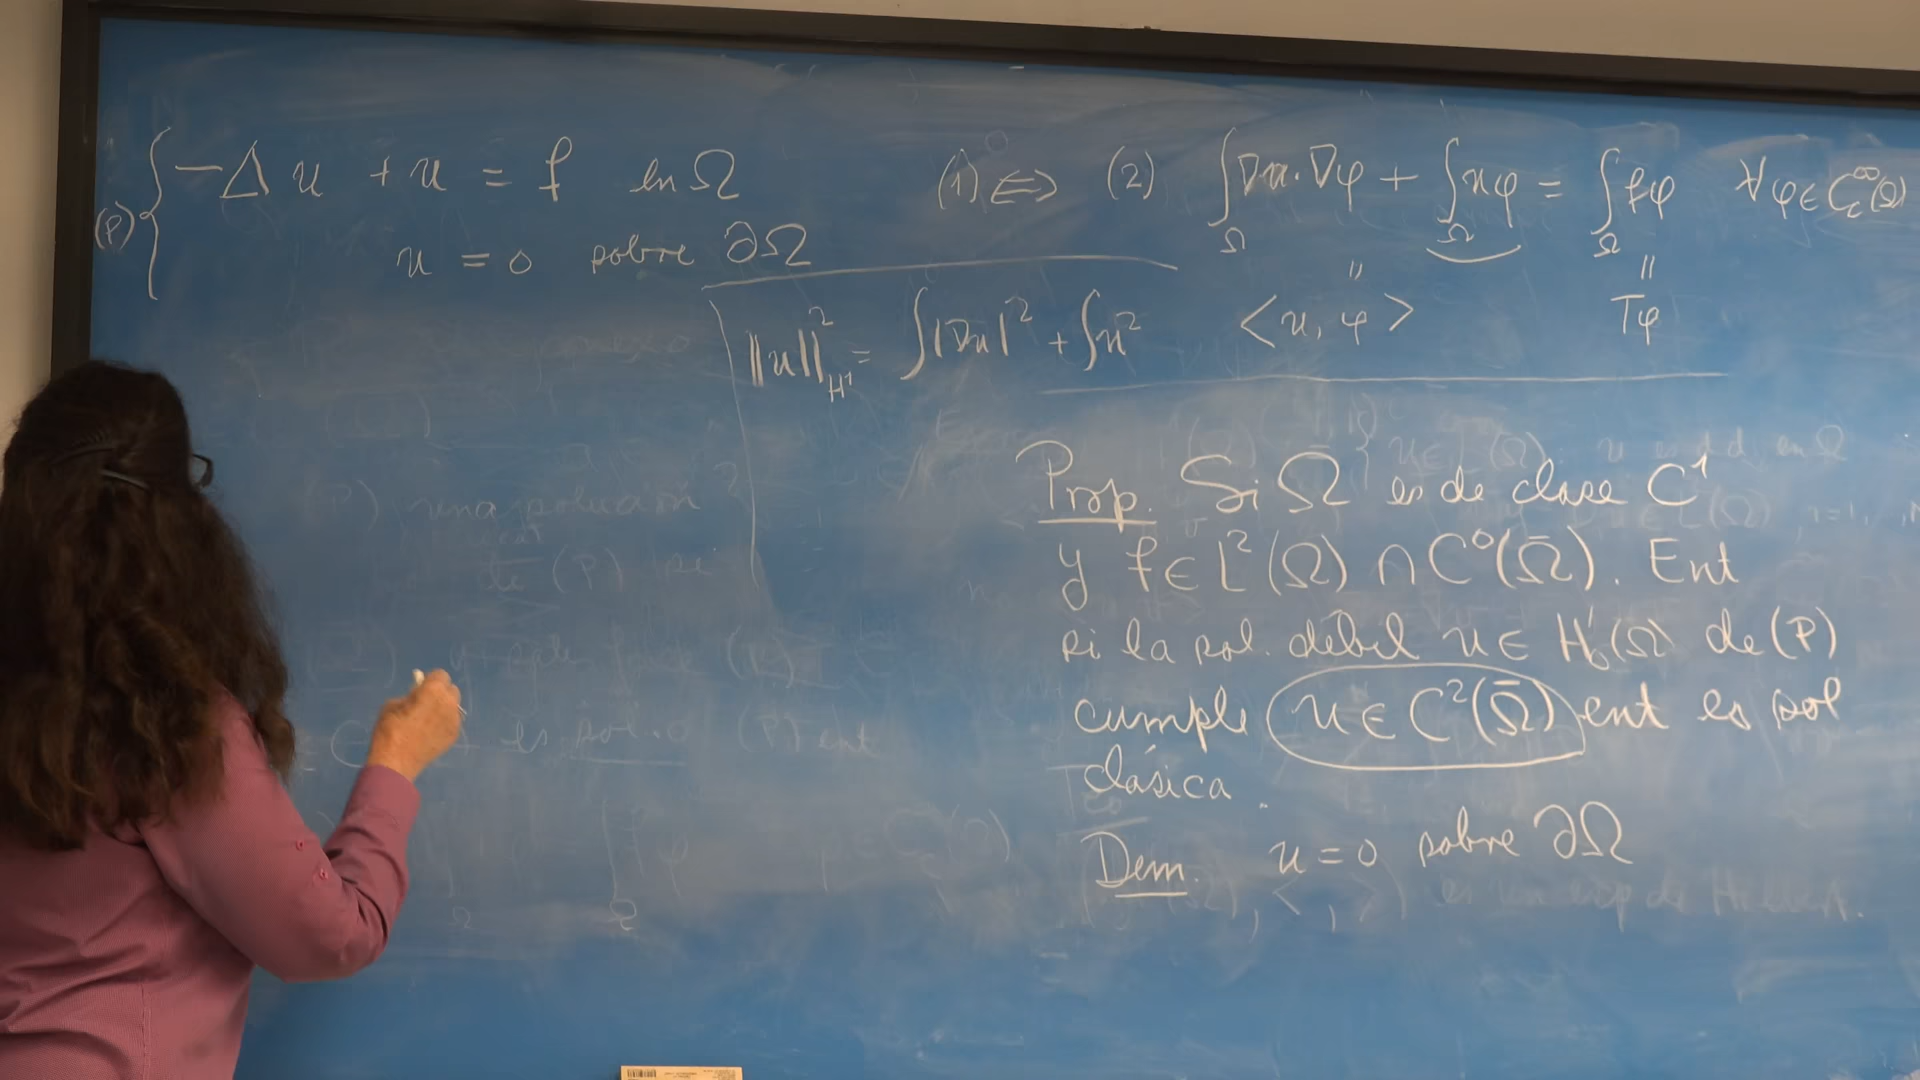 (P) { -Δu + u = f en Ω
u = 0 sobre ∂Ω
(1) ⇔ (2) ∫_Ω ∇u·∇φ + ∫_Ω uφ = ∫_Ω fφ ∀φ ∈ C_c^∞(Ω)
‖u‖²_{H¹} = ∫|∇u|² + ∫u²
" <u, φ>
" Tφ
Prop. Si Ω es de clase C¹
y f ∈ L²(Ω) ∩ C⁰(Ω̄). Ent
si la sol. débil u ∈ H¹₀(Ω) de (P)
cumple u ∈ C²(Ω̄) ent es sol
clásica.
Dem. u = 0 sobre ∂Ω